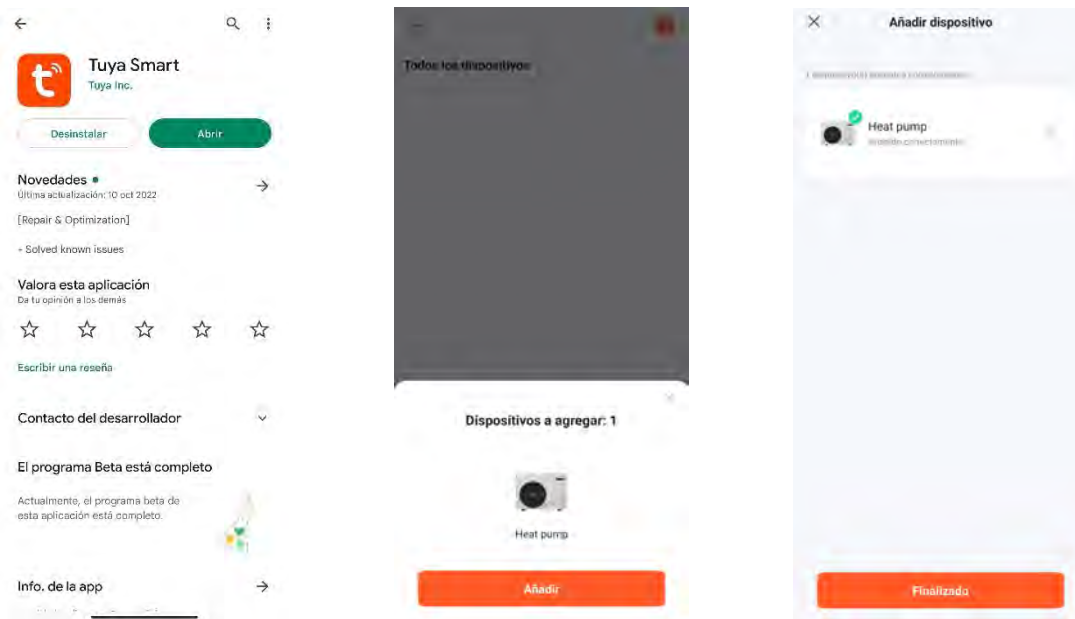 Tuya Smart
Tuya Inc.
Desinstalar
Abrir
Novedades •
Última actualización: 10 oct 2022
[Repair & Optimization]
- Solved known issues
Valora esta aplicación
Da tu opinión a los demás
Escribir una reseña
Contacto del desarrollador
El programa Beta está completo
Actualmente, el programa beta de
esta aplicación está completo.
Info. de la app
Todos los dispositivos
Dispositivos a agregar: 1
Heat pump
Añadir
Añadir dispositivo
Heat pump
Añadido correctamente
Finalizado